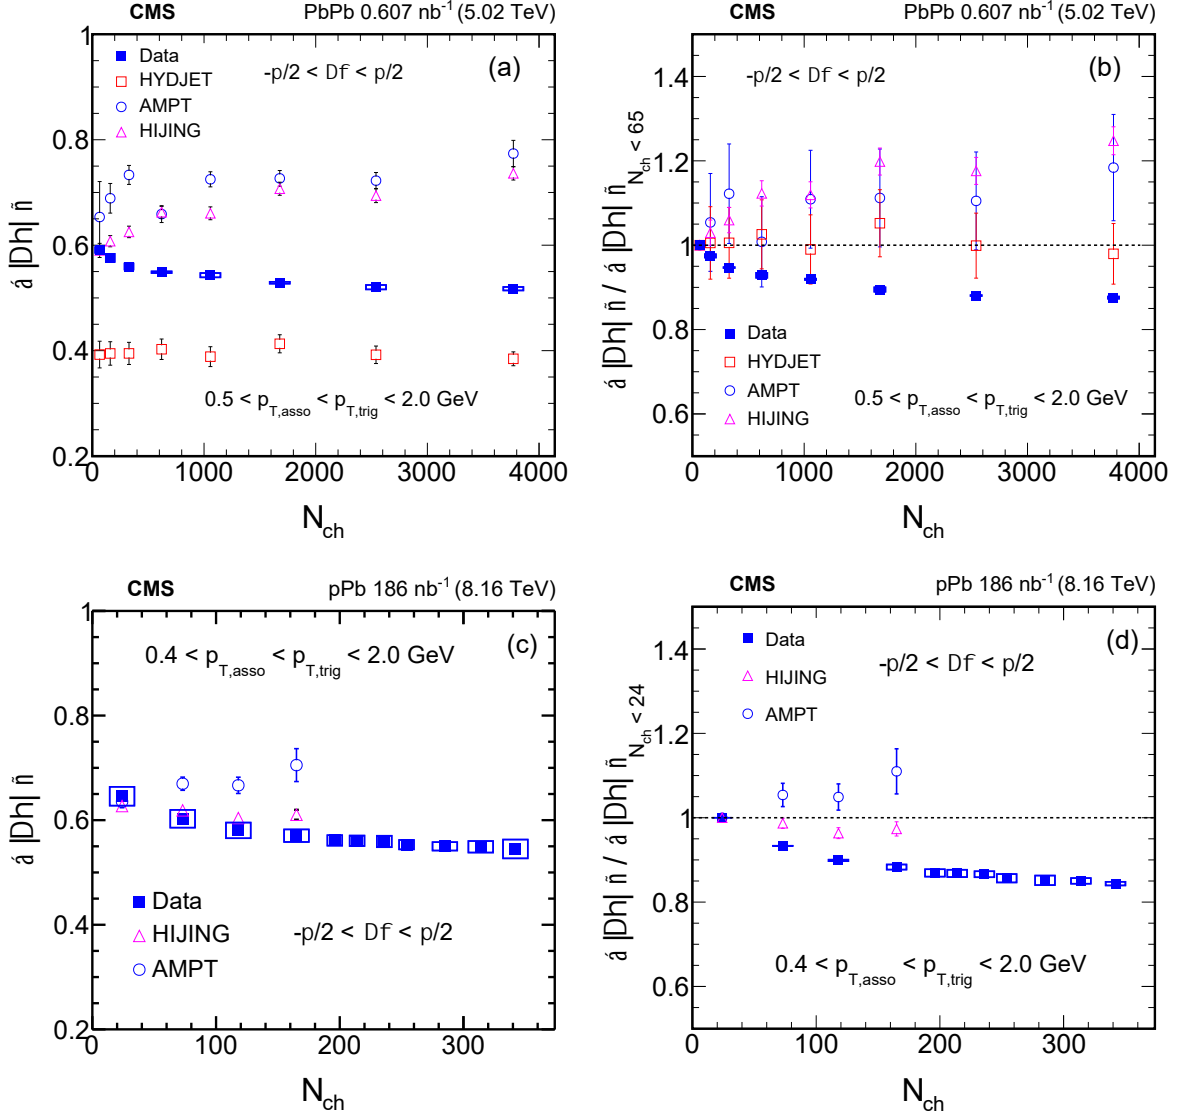 CMS PbPb 0.607 nb-1 (5.02 TeV)
1
Data
HYDJET
AMPT
HIJING
-p/2 < Df < p/2
(a)
0.8
0.6
0.4
0.2
á |Dh| ñ
0.5 < pT,asso < pT,trig < 2.0 GeV
0 1000 2000 3000 4000
Nch
CMS PbPb 0.607 nb-1 (5.02 TeV)
-p/2 < Df < p/2
(b)
1.4
1.2
1
0.8
0.6
á |Dh| ñ / á |Dh| ñ Nch < 65
Data
HYDJET
AMPT
HIJING
0.5 < pT,asso < pT,trig < 2.0 GeV
0 1000 2000 3000 4000
Nch
CMS pPb 186 nb-1 (8.16 TeV)
1
0.4 < pT,asso < pT,trig < 2.0 GeV
(c)
0.8
0.6
0.4
0.2
á |Dh| ñ
Data
HIJING
AMPT
-p/2 < Df < p/2
0 100 200 300
Nch
CMS pPb 186 nb-1 (8.16 TeV)
Data
HIJING
AMPT
-p/2 < Df < p/2
(d)
1.4
1.2
1
0.8
0.6
á |Dh| ñ / á |Dh| ñ Nch < 24
0.4 < pT,asso < pT,trig < 2.0 GeV
0 100 200 300
Nch